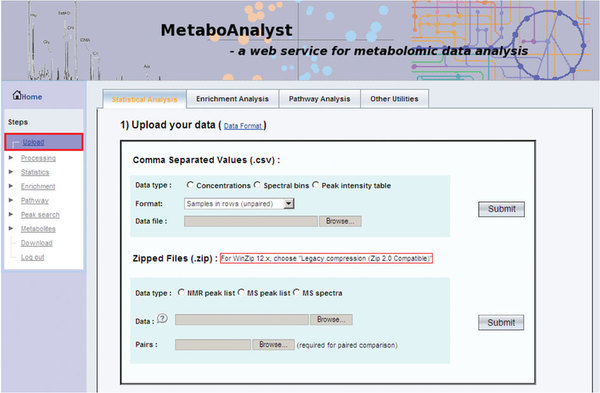 MetaboAnalyst
- a web service for metabolomic data analysis
Home
Steps
Upload
Processing
Statistics
Enrichment
Pathway
Peak search
Metabolites
Download
Log out
Statistical Analysis
Enrichment Analysis
Pathway Analysis
Other Utilities
1) Upload your data ( Data Format )
Comma Separated Values (.csv) :
Data type : Concentrations Spectral bins Peak intensity table
Format: Samples in rows (unpaired)
Data file : Browse...
Submit
Zipped Files (.zip) : For WinZip 12.x, choose "Legacy compression (Zip 2.0 Compatible)"
Data type : NMR peak list MS peak list MS spectra
Data : ? Browse...
Submit
Pairs : Browse... (required for paired comparison)